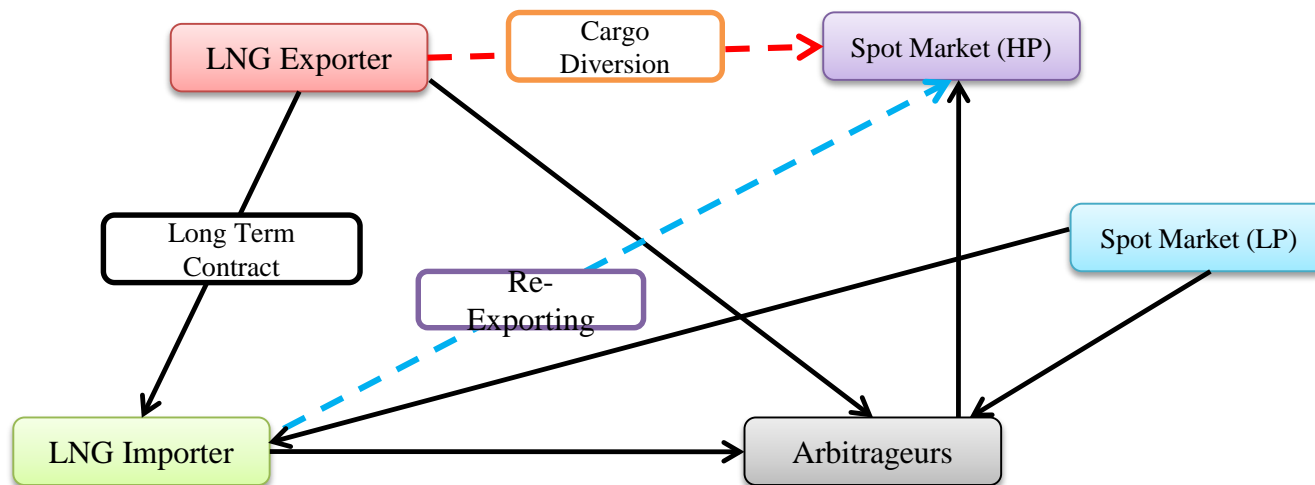 LNG Exporter
Cargo
Diversion
Spot Market (HP)
Long Term
Contract
Spot Market (LP)
Re-
Exporting
LNG Importer
Arbitrageurs